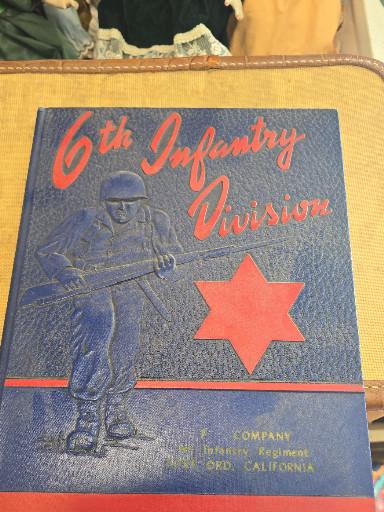 6th Infantry
Division
F COMPANY
Infantry Regiment
ORD, CALIFORNIA